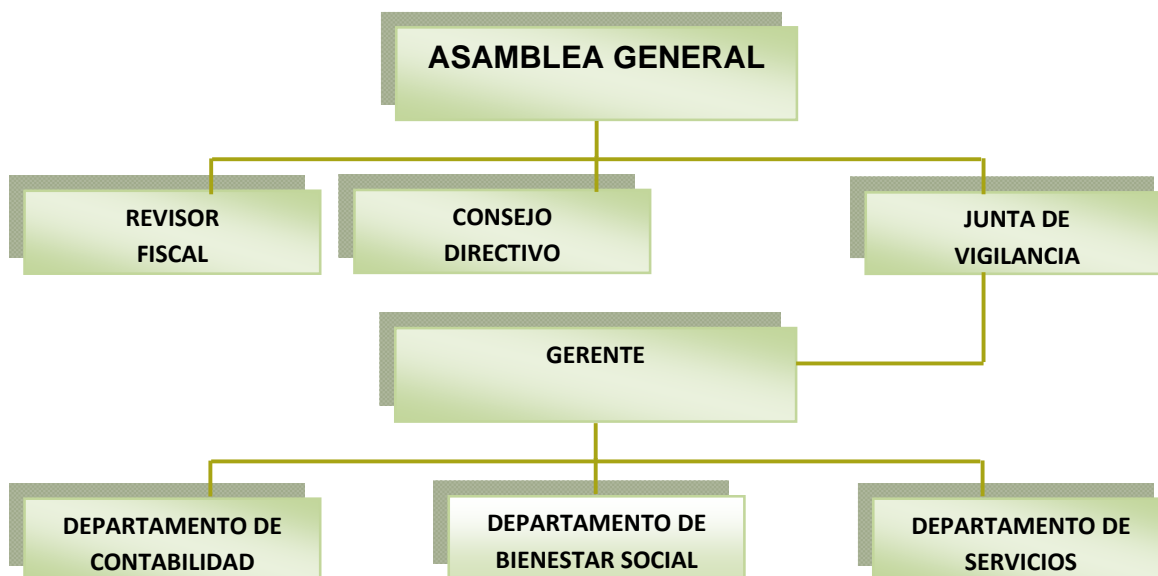 ASAMBLEA GENERAL
REVISOR
FISCAL
CONSEJO
DIRECTIVO
JUNTA DE
VIGILANCIA
GERENTE
DEPARTAMENTO DE
CONTABILIDAD
DEPARTAMENTO DE
BIENESTAR SOCIAL
DEPARTAMENTO DE
SERVICIOS